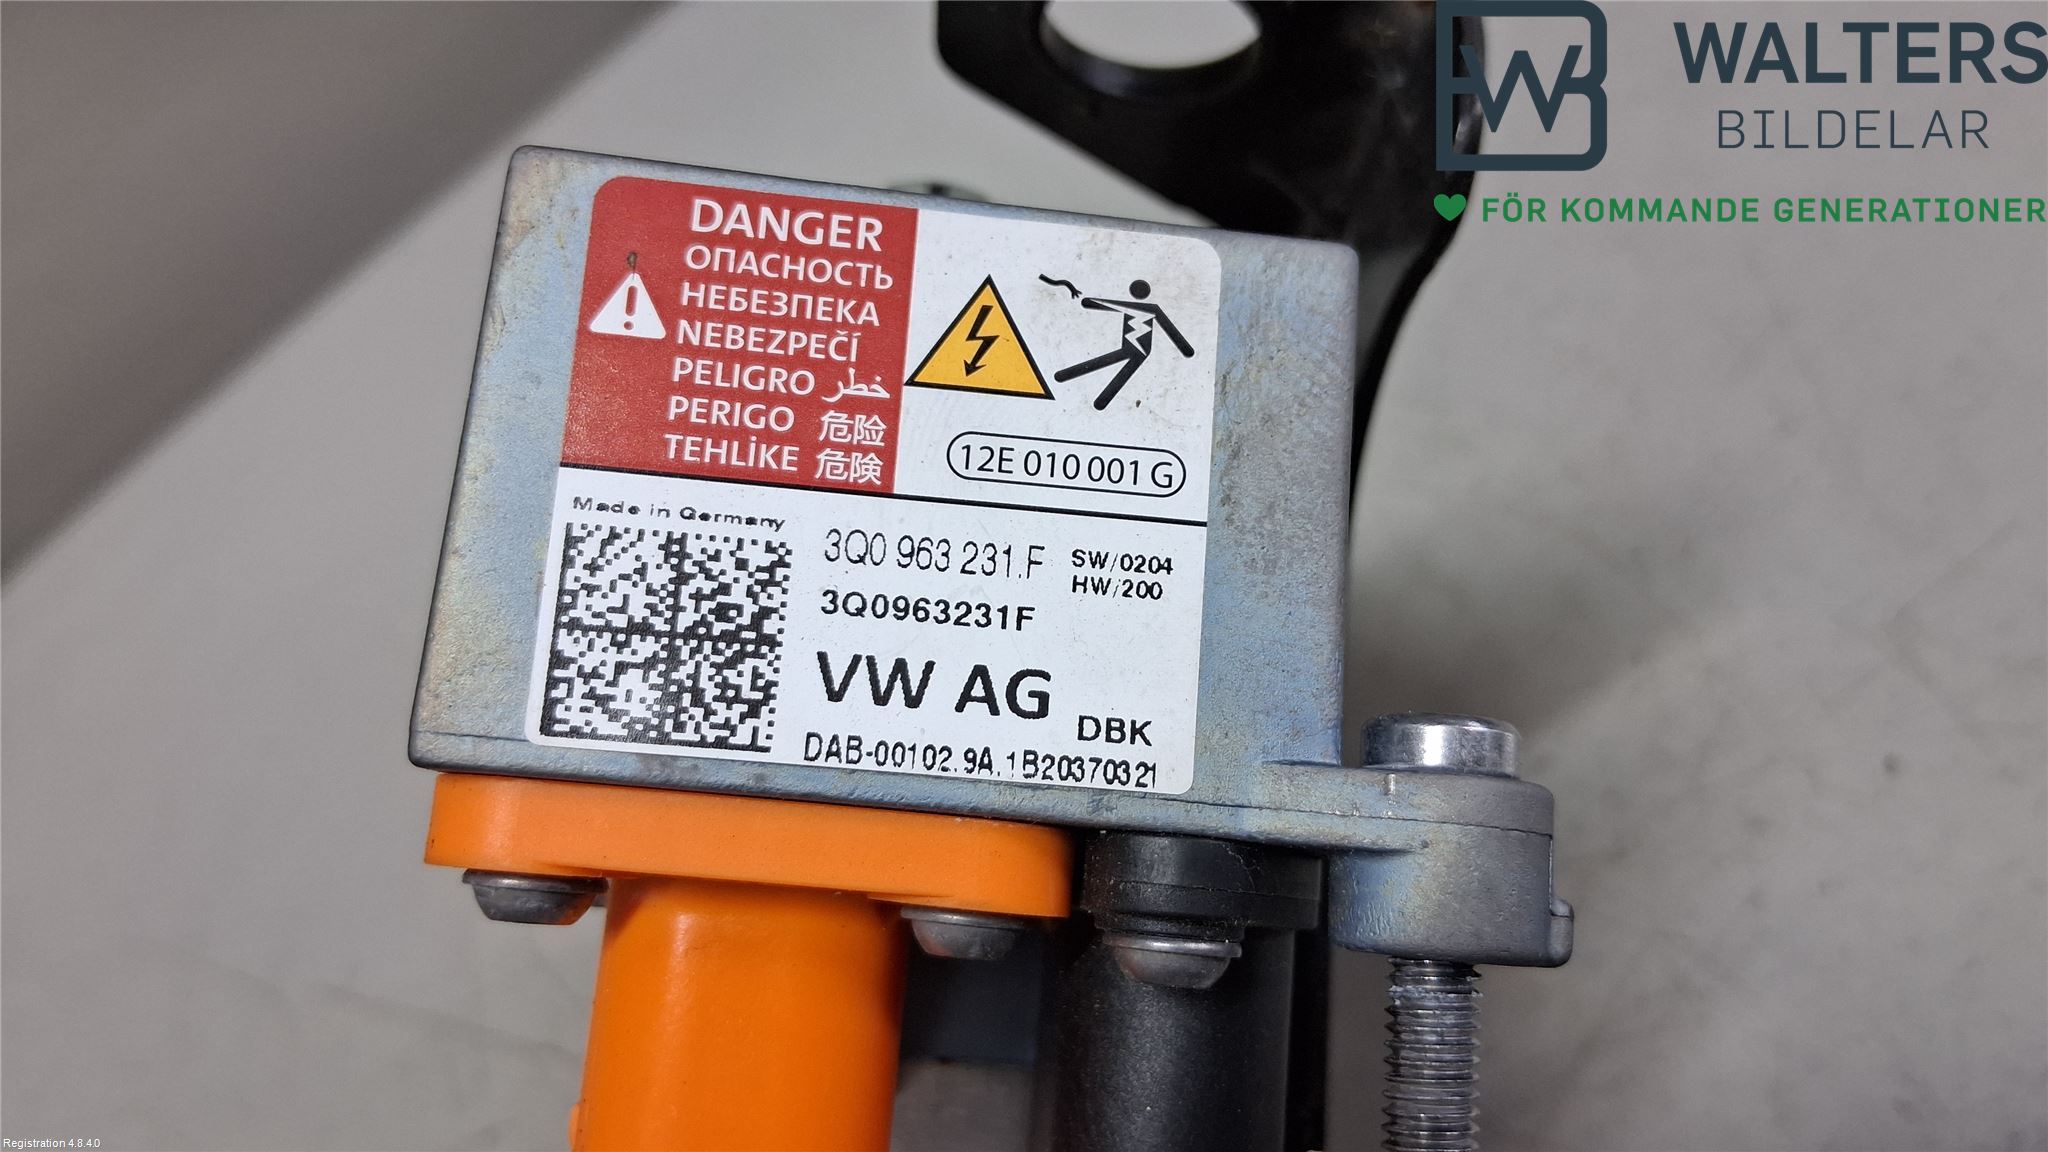 WALTERS
BILDELAR
FÖR KOMMANDE GENERATIONER
DANGER
ОПАСНОСТЬ
НЕБЕЗПЕКА
NEBEZPEČÍ
PELIGRO خطر
PERIGO 危险
TEHLİKE 危険
12E 010 001 G
Made in Germany
3Q0 963 231.F SW/0204
HW/200
3Q0963231F
VW AG DBK
DAB-00102.9A.1B20370321
Registration 4.8.4.0